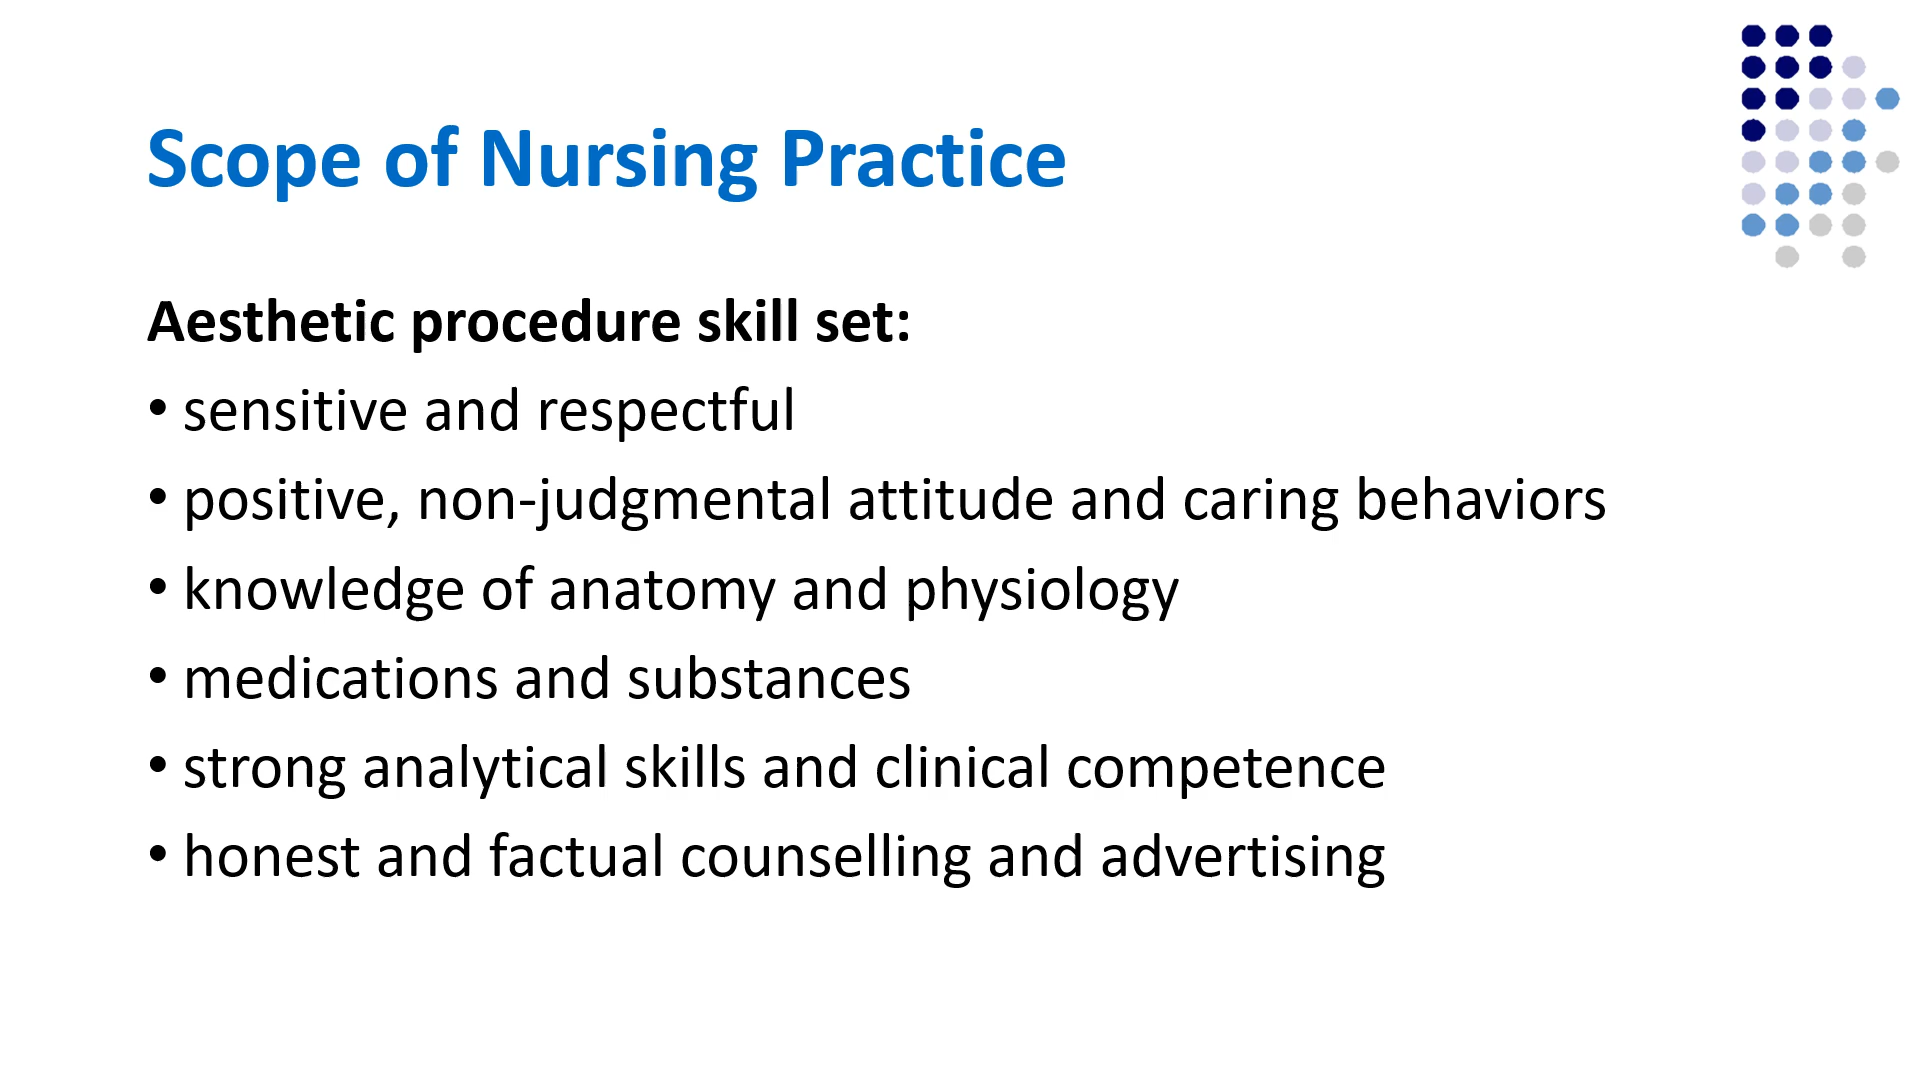 Scope of Nursing Practice
Aesthetic procedure skill set:
• sensitive and respectful
• positive, non-judgmental attitude and caring behaviors
• knowledge of anatomy and physiology
• medications and substances
• strong analytical skills and clinical competence
• honest and factual counselling and advertising